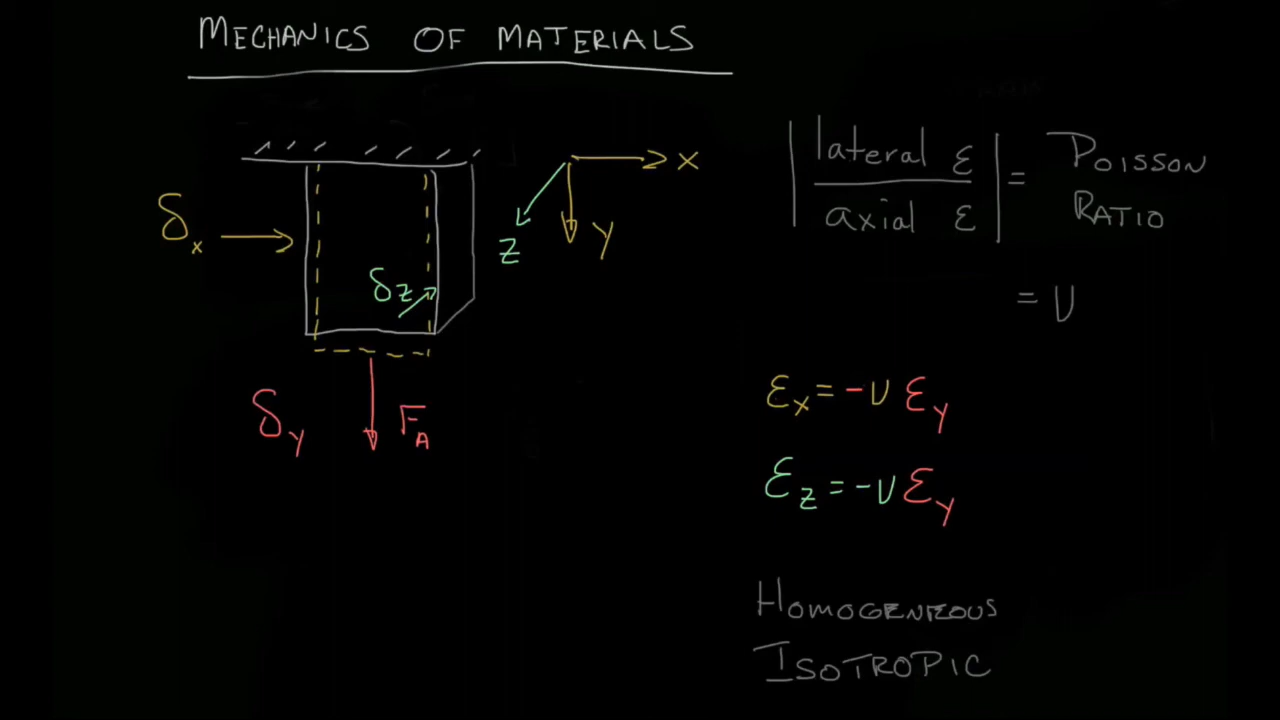 MECHANICS OF MATERIALS
δx
δz
δy
FA
x
y
z
|lateral ε / axial ε| = POISSON RATIO
= ν
εx = -ν εy
εz = -ν εy
HOMOGENEOUS
ISOTROPIC